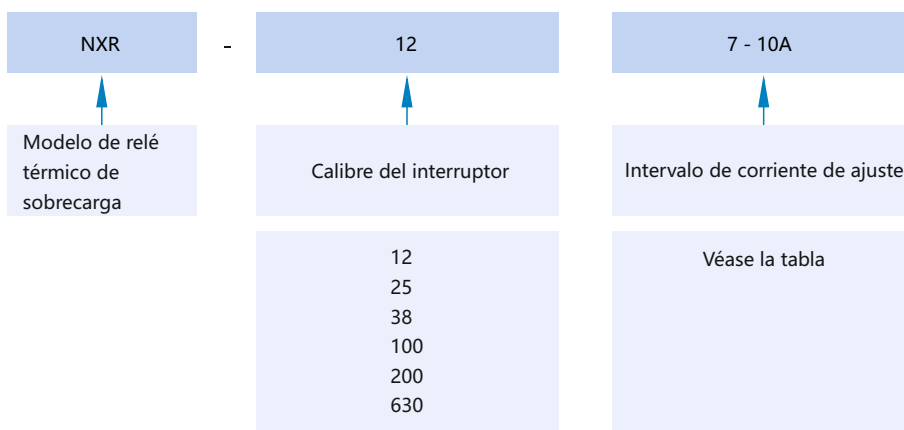 NXR
-
12
7 - 10A
Modelo de relé
térmico de
sobrecarga
Calibre del interruptor
Intervalo de corriente de ajuste
12
25
38
100
200
630
Véase la tabla